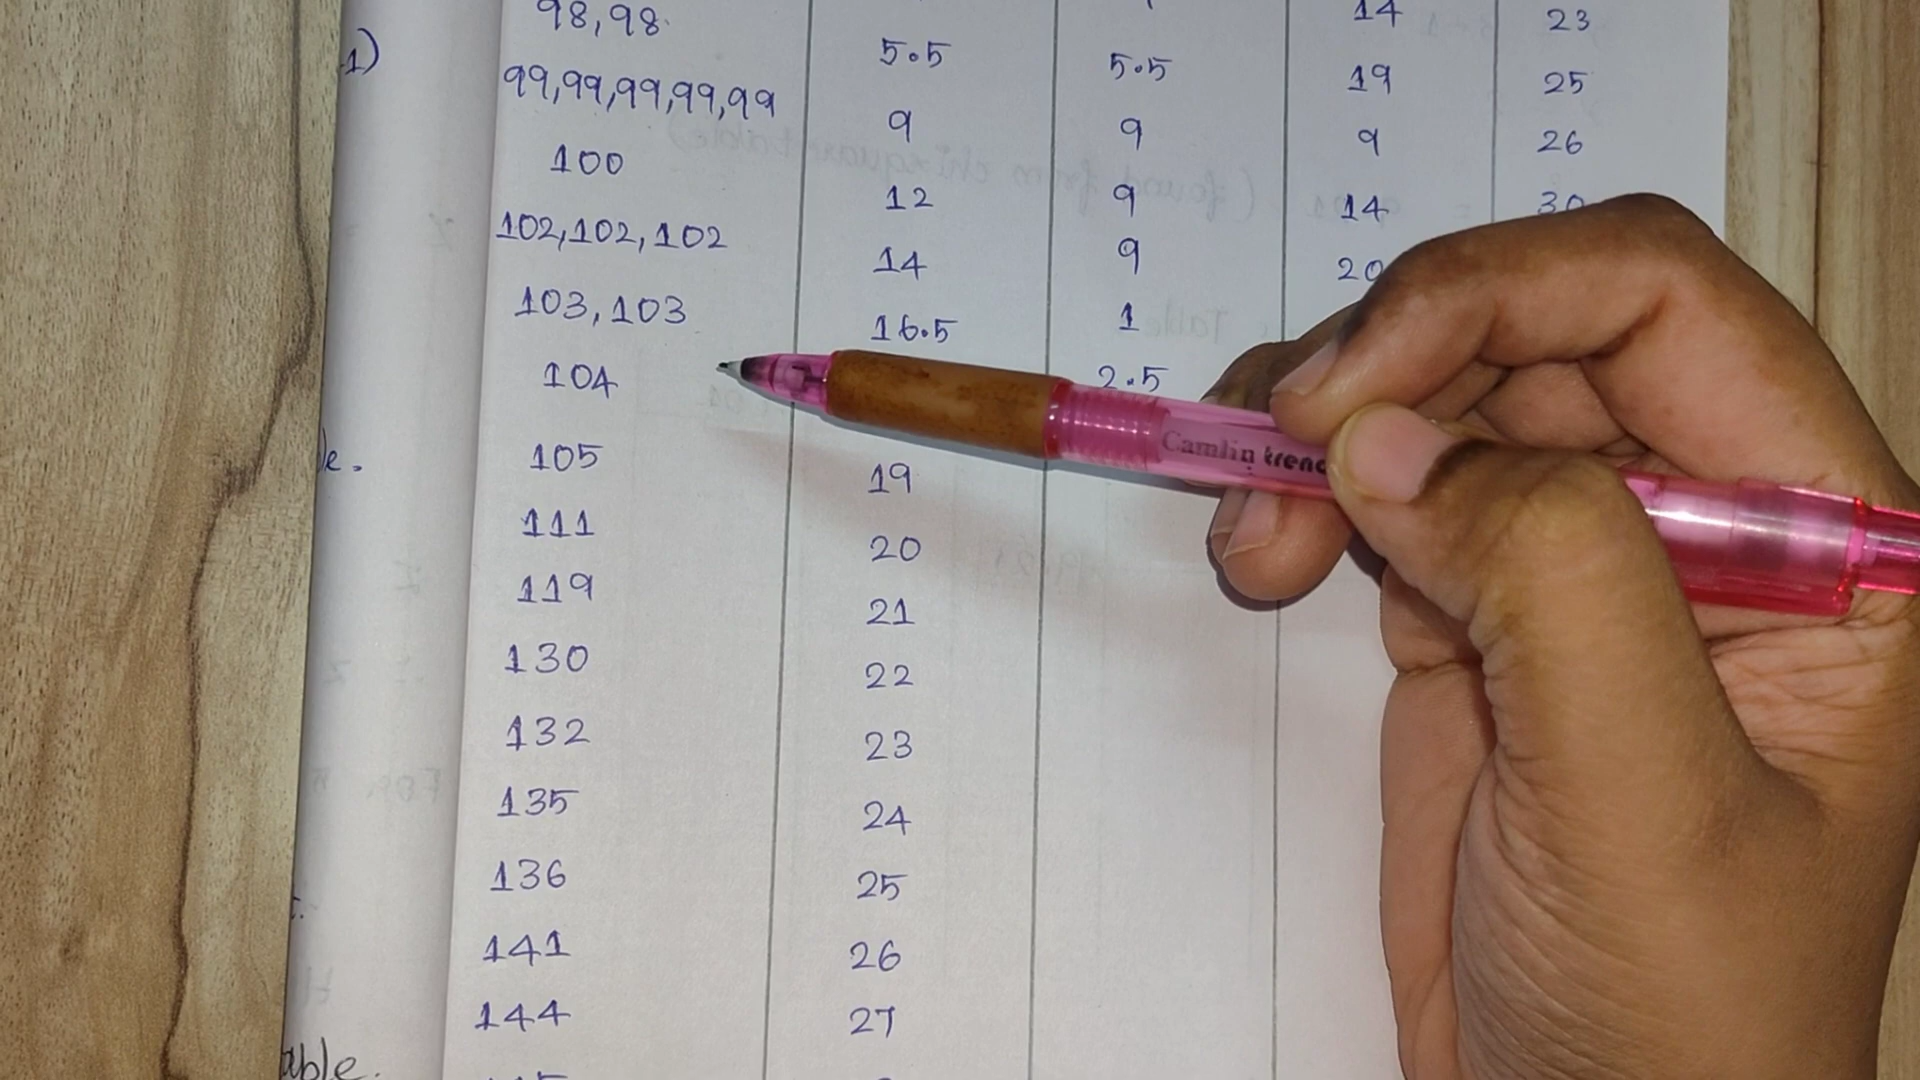 1)
98,98 14 23
5.5 5.5 19 25
99,99,99,99,99 9 9 9 26
100 12 9 14 30
102,102,102 14 9 20
103,103 16.5 1
104 2.5
Camlin trend
le.
105 19
111 20
119 21
130 22
132 23
135 24
136 25
141 26
144 27
able.